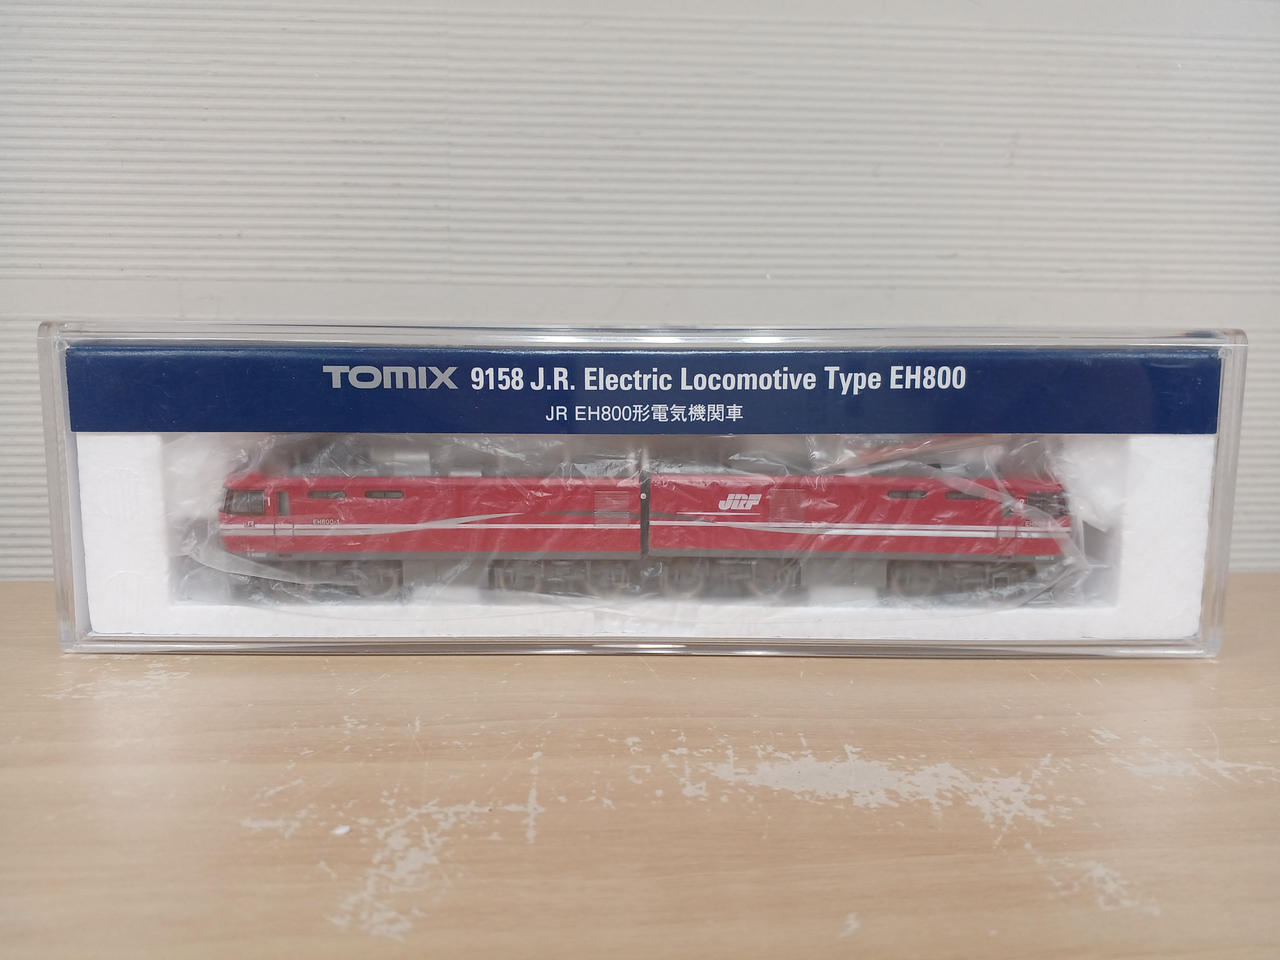 TOMIX 9158 J.R. Electric Locomotive Type EH800
JR EH800形電気機関車
JRF
EH800-1